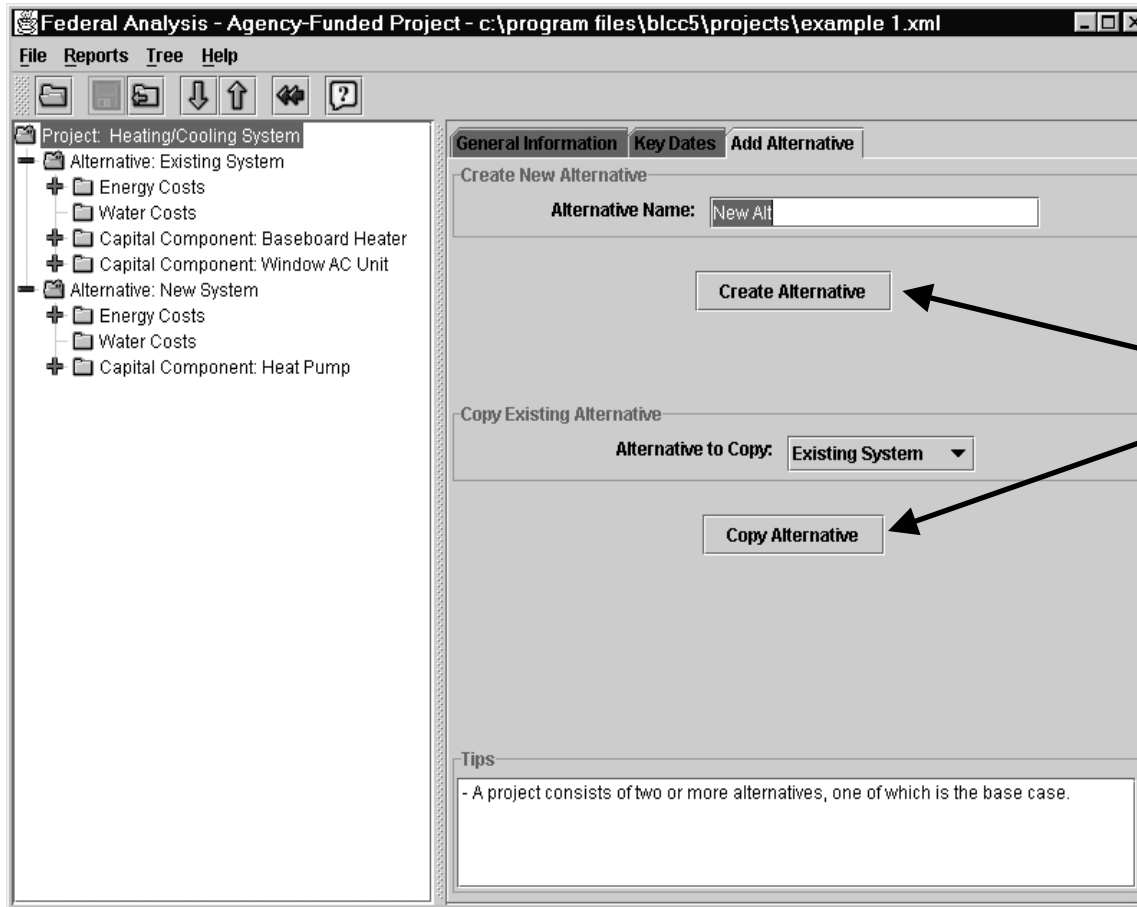 Federal Analysis - Agency-Funded Project - c:\program files\blcc5\projects\example 1.xml
File Reports Tree Help
Project: Heating/Cooling System
Alternative: Existing System
Energy Costs
Water Costs
Capital Component: Baseboard Heater
Capital Component: Window AC Unit
Alternative: New System
Energy Costs
Water Costs
Capital Component: Heat Pump
General Information Key Dates Add Alternative
Create New Alternative
Alternative Name: New Alt
Create Alternative
Copy Existing Alternative
Alternative to Copy: Existing System
Copy Alternative
Tips
- A project consists of two or more alternatives, one of which is the base case.